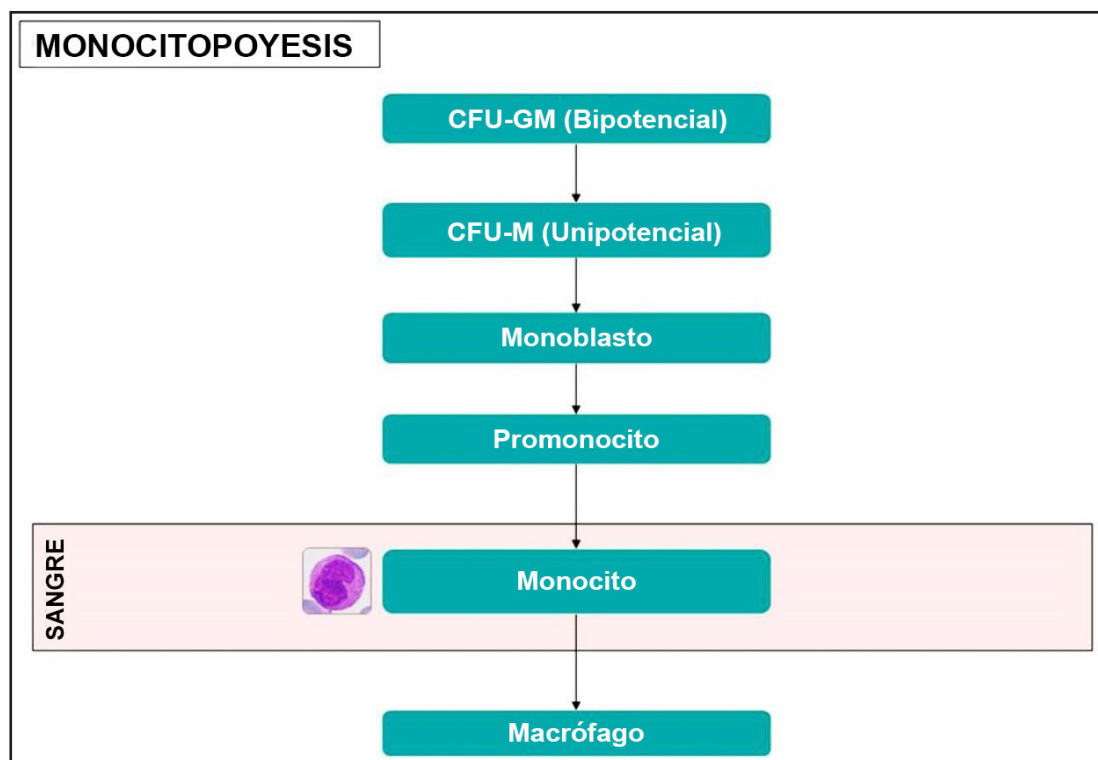 MONOCITOPOYESIS
CFU-GM (Bipotencial)
CFU-M (Unipotencial)
Monoblasto
Promonocito
SANGRE
Monocito
Macrófago